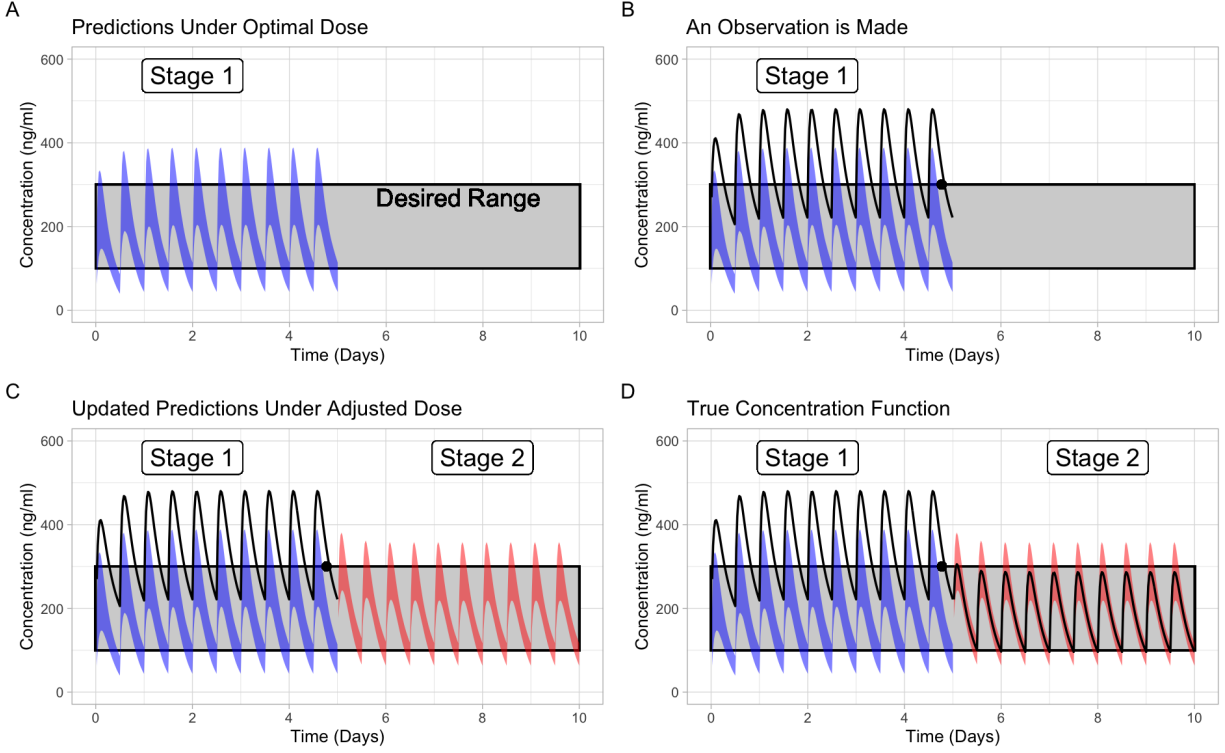 A
Predictions Under Optimal Dose
Stage 1
Desired Range
Concentration (ng/ml)
600
400
200
0
0 2 4 6 8 10
Time (Days)
B
An Observation is Made
Stage 1
Concentration (ng/ml)
600
400
200
0
0 2 4 6 8 10
Time (Days)
C
Updated Predictions Under Adjusted Dose
Stage 1 Stage 2
Concentration (ng/ml)
600
400
200
0
0 2 4 6 8 10
Time (Days)
D
True Concentration Function
Stage 1 Stage 2
Concentration (ng/ml)
600
400
200
0
0 2 4 6 8 10
Time (Days)